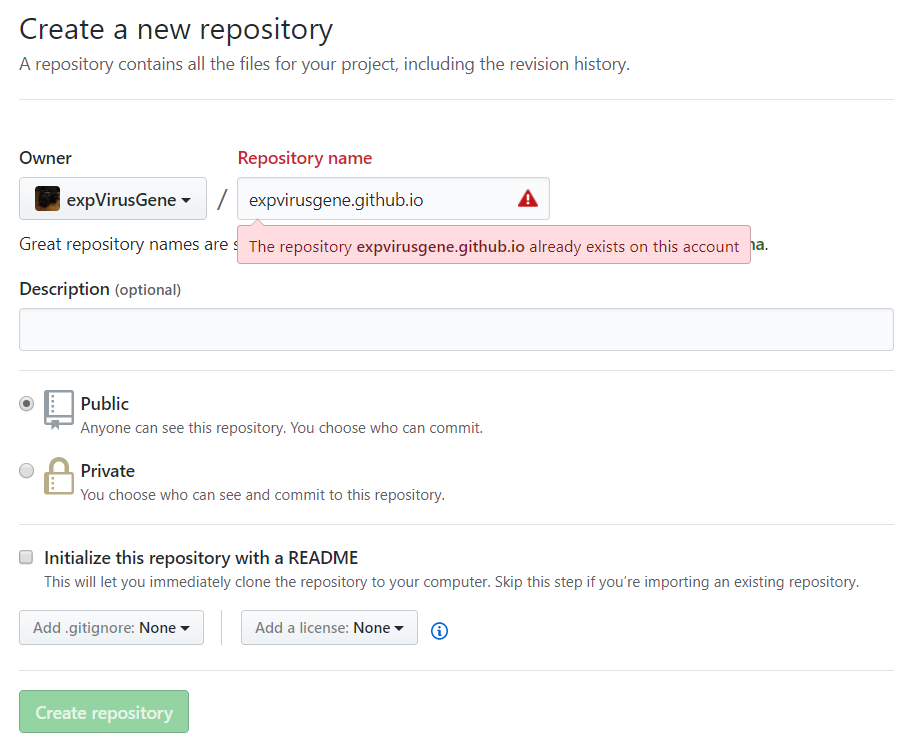 Create a new repository
A repository contains all the files for your project, including the revision history.
Owner
Repository name
expVirusGene / expvirusgene.github.io
Great repository names are
The repository expvirusgene.github.io already exists on this account
Description (optional)
Public
Anyone can see this repository. You choose who can commit.
Private
You choose who can see and commit to this repository.
Initialize this repository with a README
This will let you immediately clone the repository to your computer. Skip this step if you’re importing an existing repository.
Add .gitignore: None
Add a license: None
Create repository